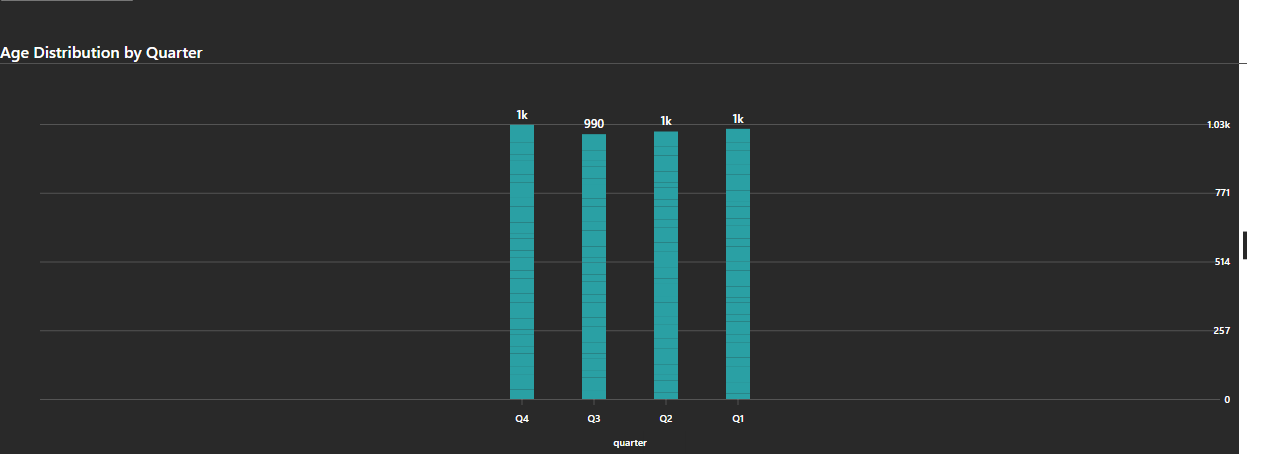 Age Distribution by Quarter
1k
990
1k
1k
1.03k
771
514
257
0
Q4
Q3
Q2
Q1
quarter